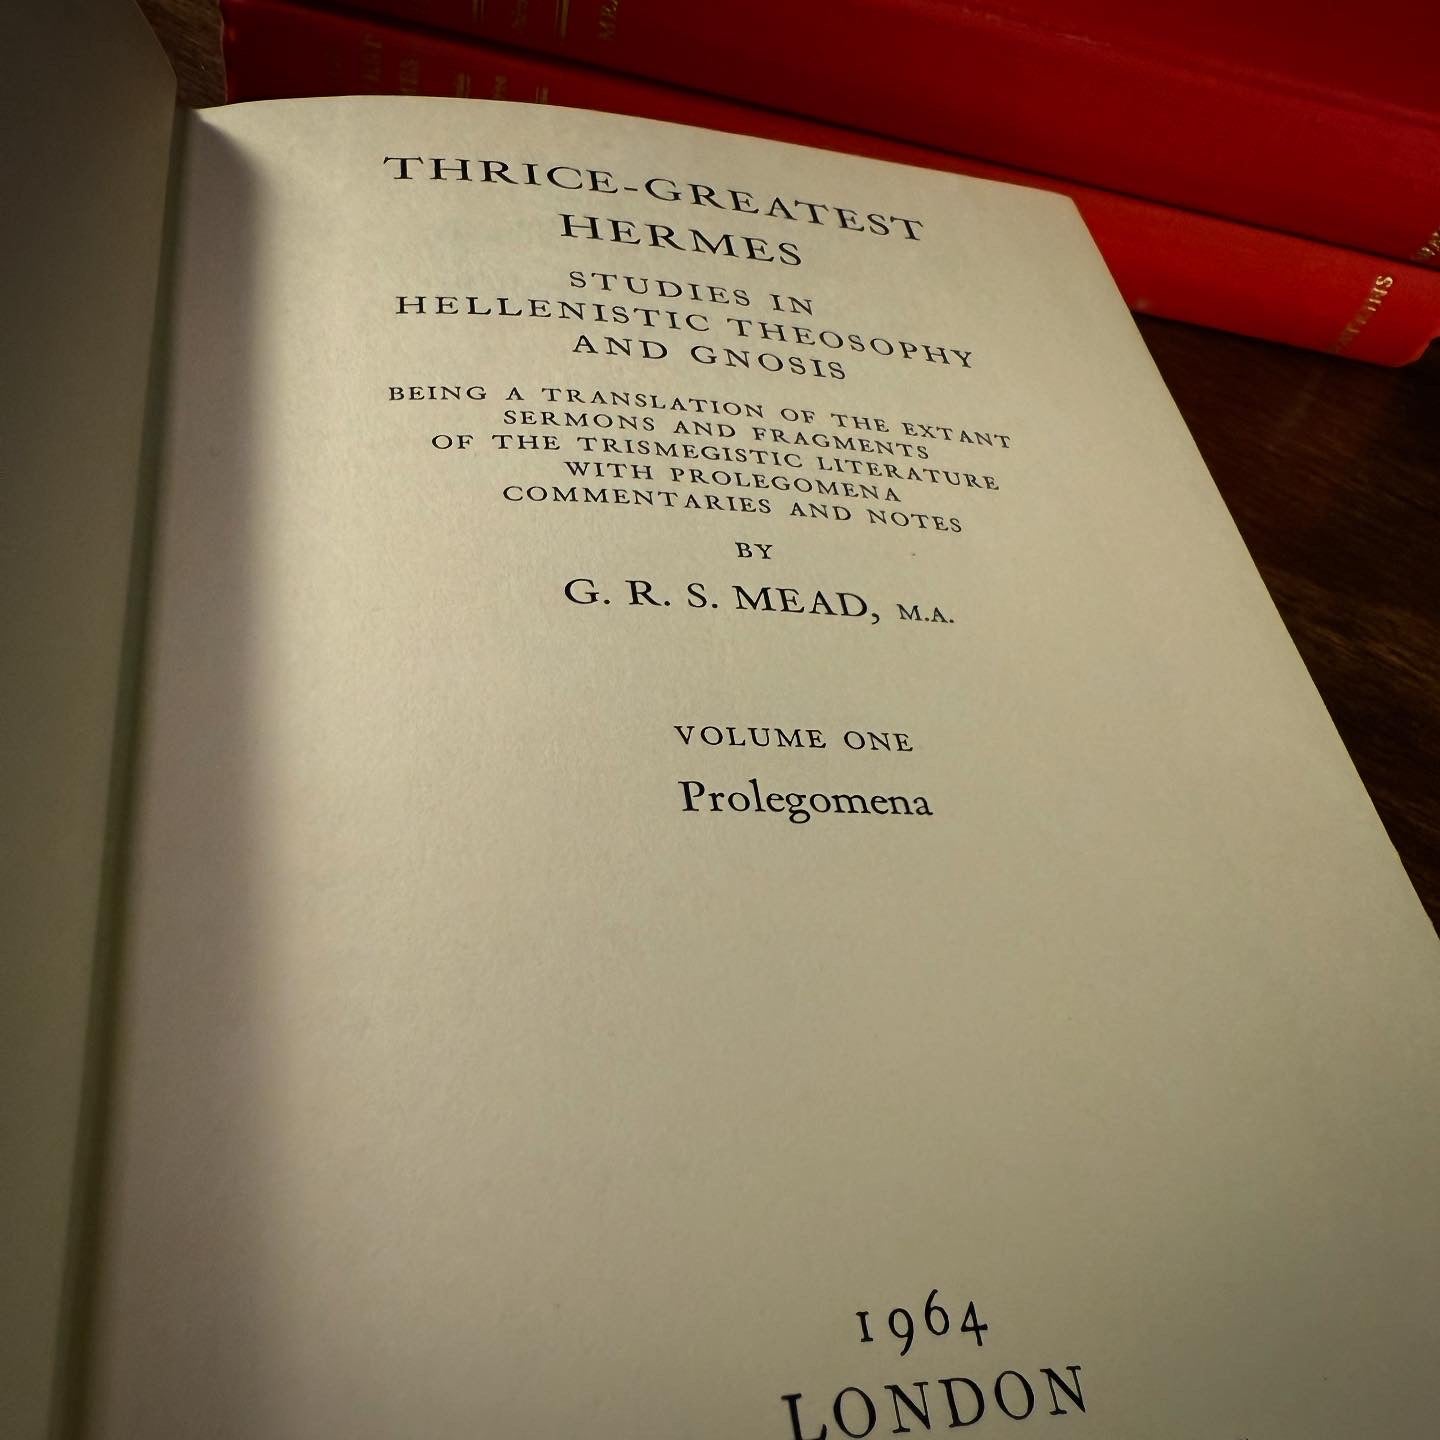 THRICE-GREATEST
HERMES
STUDIES IN
HELLENISTIC THEOSOPHY
AND GNOSIS
BEING A TRANSLATION OF THE EXTANT
SERMONS AND FRAGMENTS
OF THE TRISMEGISTIC LITERATURE
WITH PROLEGOMENA
COMMENTARIES AND NOTES
BY
G. R. S. MEAD, M.A.
VOLUME ONE
Prolegomena
1964
LONDON